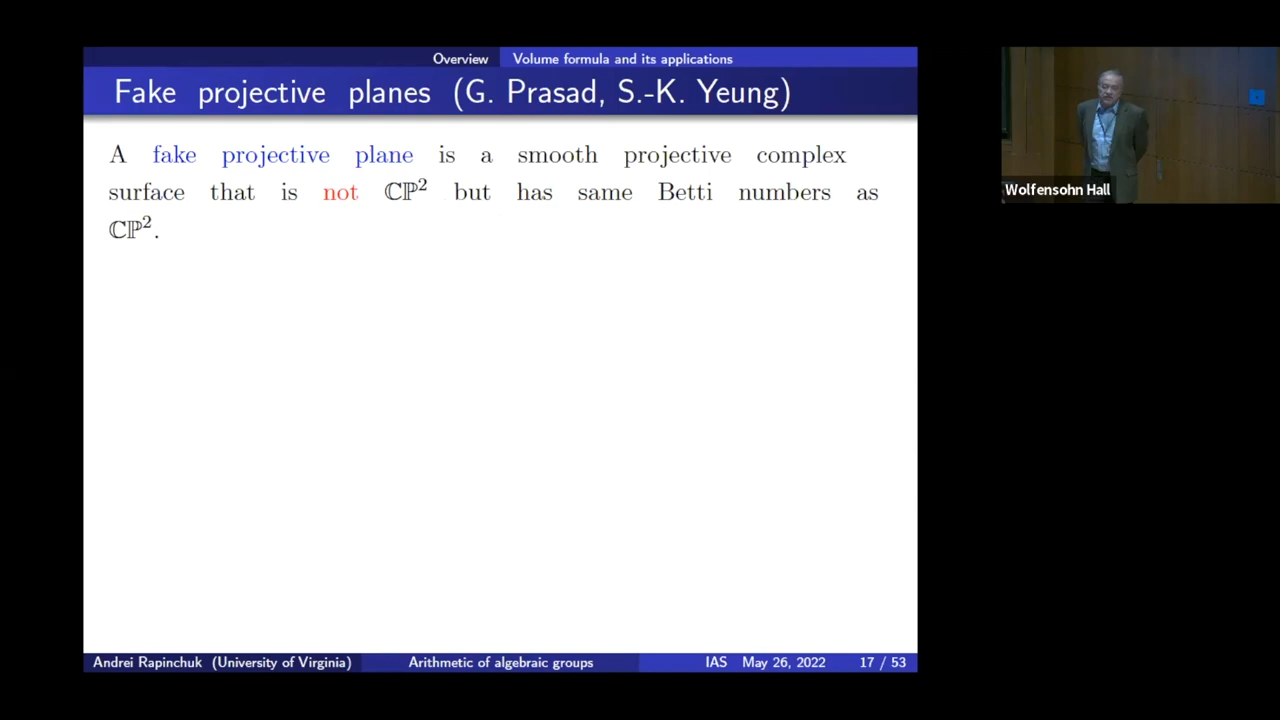 Overview Volume formula and its applications
Fake projective planes (G. Prasad, S.-K. Yeung)
A fake projective plane is a smooth projective complex
surface that is not ℂℙ² but has same Betti numbers as
ℂℙ².
Andrei Rapinchuk (University of Virginia) Arithmetic of algebraic groups IAS May 26, 2022 17 / 53
Wolfensohn Hall